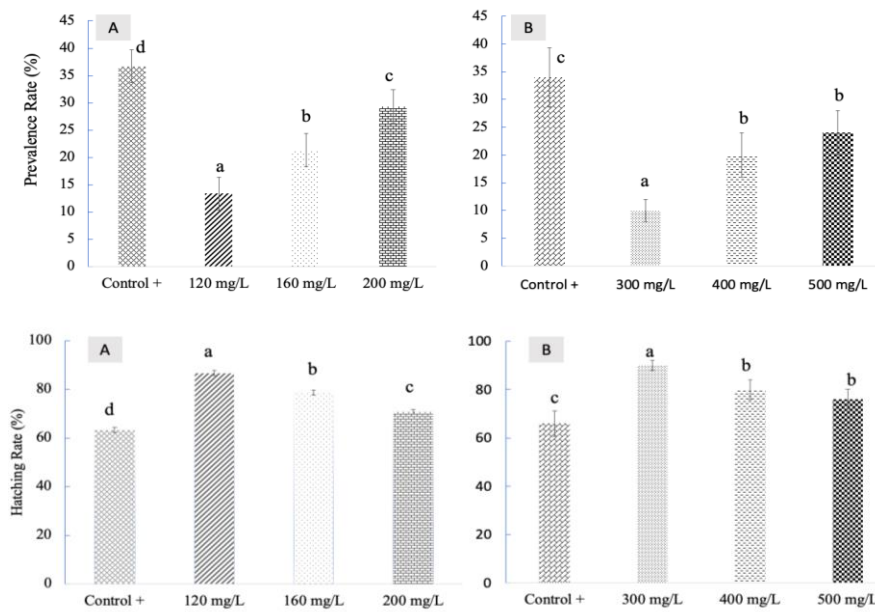 A
Prevalence Rate (%)
45
40
35
30
25
20
15
10
5
0
d
a
b
c
Control +
120 mg/L
160 mg/L
200 mg/L
B
45
40
35
30
25
20
15
10
5
0
c
a
b
b
Control +
300 mg/L
400 mg/L
500 mg/L
A
Hatching Rate (%)
100
80
60
40
20
0
d
a
b
c
Control +
120 mg/L
160 mg/L
200 mg/L
B
100
80
60
40
20
0
c
a
b
b
Control +
300 mg/L
400 mg/L
500 mg/L